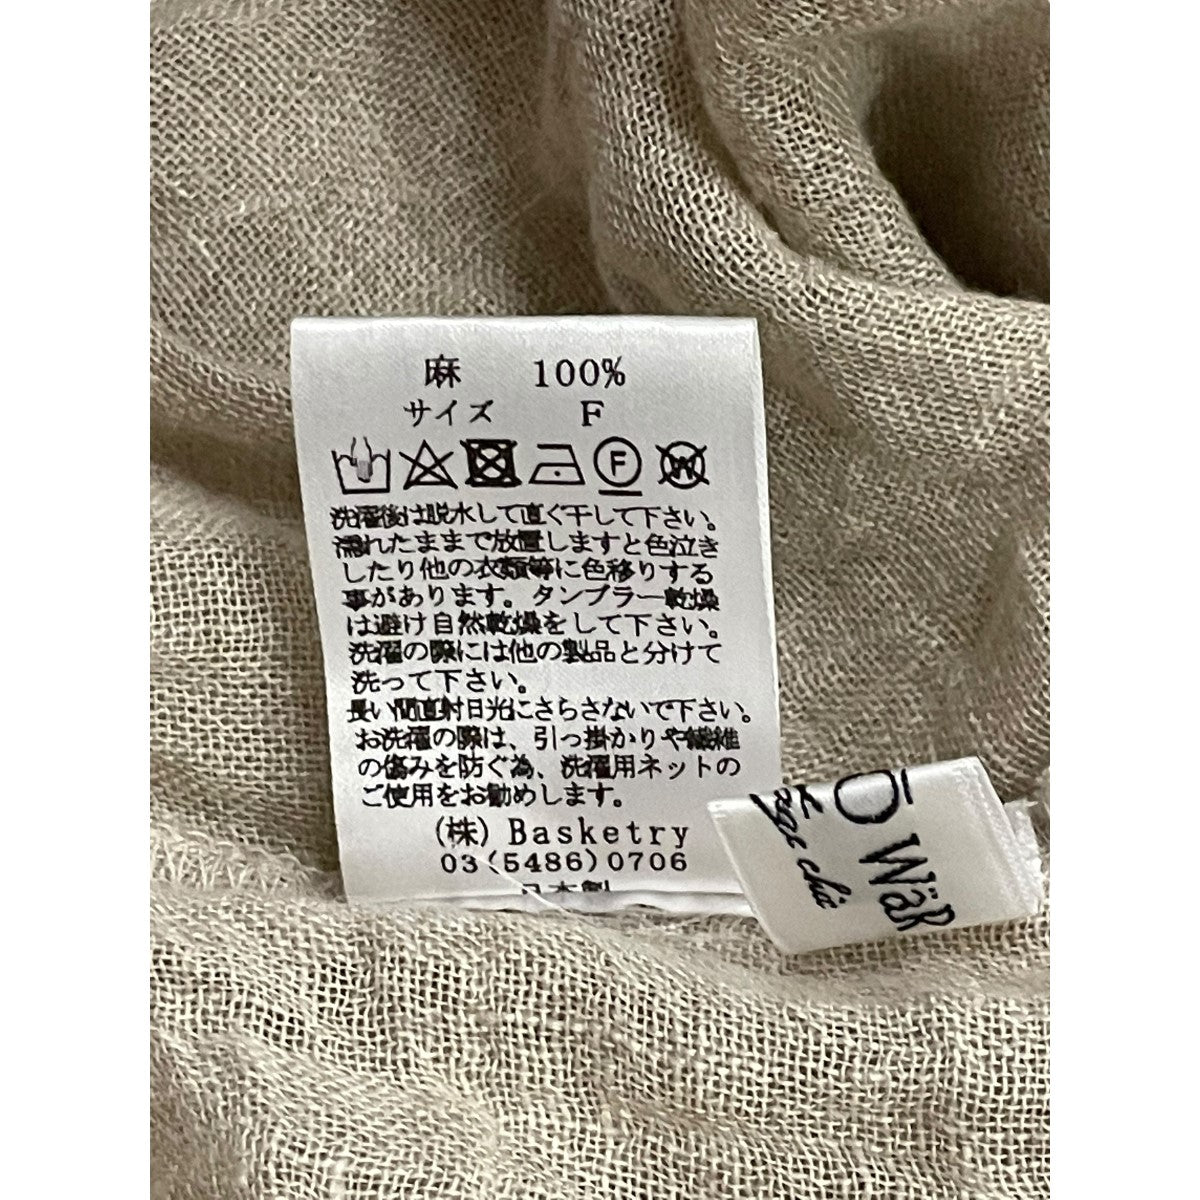 麻 100%
サイズ F
F
W
洗濯後は脱水して直ぐ干して下さい。
濡れたままで放置しますと色泣き
したり他の衣類等に色移りする
事があります。タンブラー乾燥
は避け自然乾燥をして下さい。
洗濯の際には他の製品と分けて
洗って下さい。
長い間直射日光にさらさないで下さい。
お洗濯の際は、引っ掛かりや繊維
の傷みを防ぐ為、洗濯用ネットの
ご使用をお勧めします。
(株) Basketry
03(5486)0706
日本製
Ō
chic